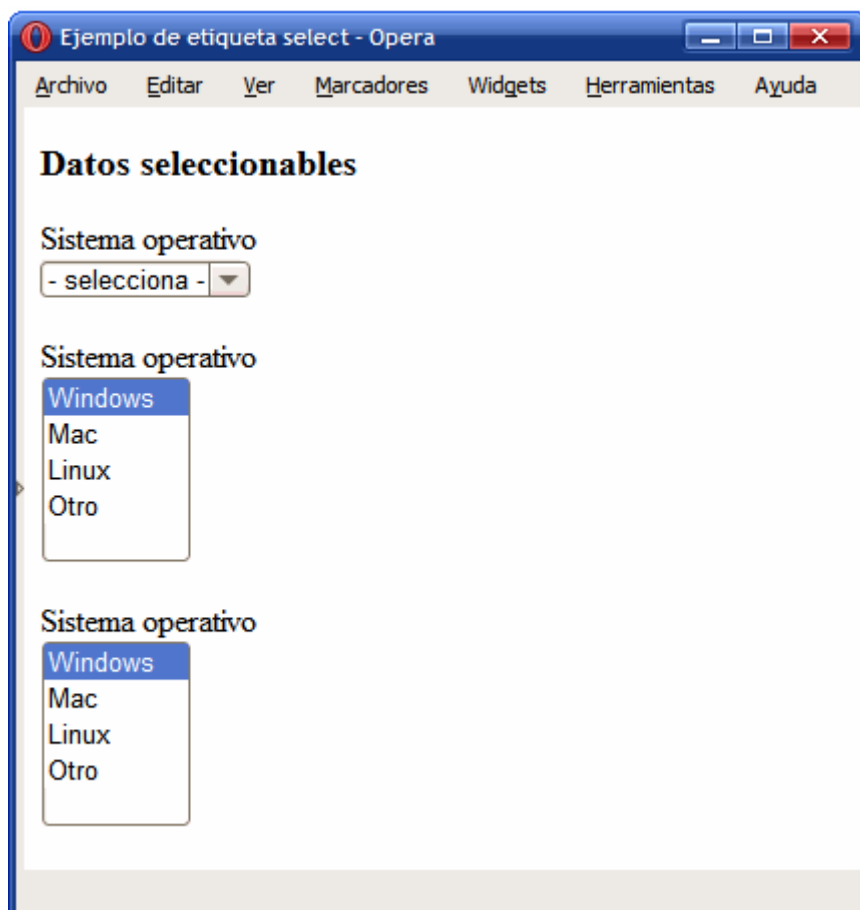 Ejemplo de etiqueta select - Opera
Archivo Editar Ver Marcadores Widgets Herramientas Ayuda
Datos seleccionables
Sistema operativo
- selecciona -
Sistema operativo
Windows
Mac
Linux
Otro
Sistema operativo
Windows
Mac
Linux
Otro